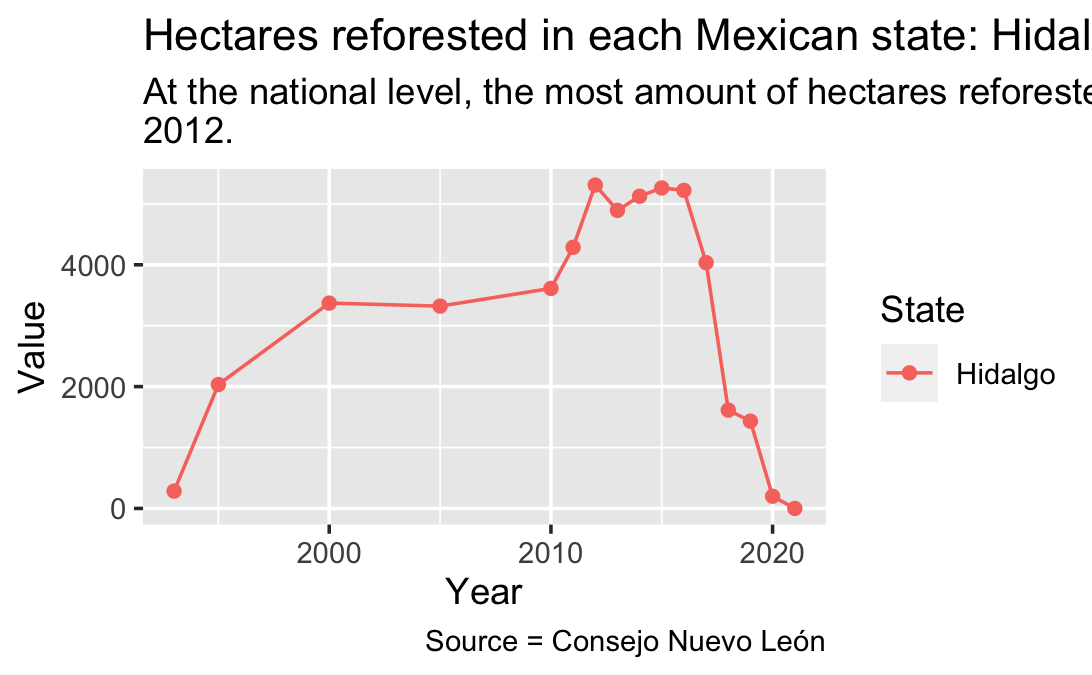 Hectares reforested in each Mexican state: Hidal
At the national level, the most amount of hectares reforeste
2012.
4000
2000
0
Value
2000 2010 2020
Year
State
Hidalgo
Source = Consejo Nuevo León